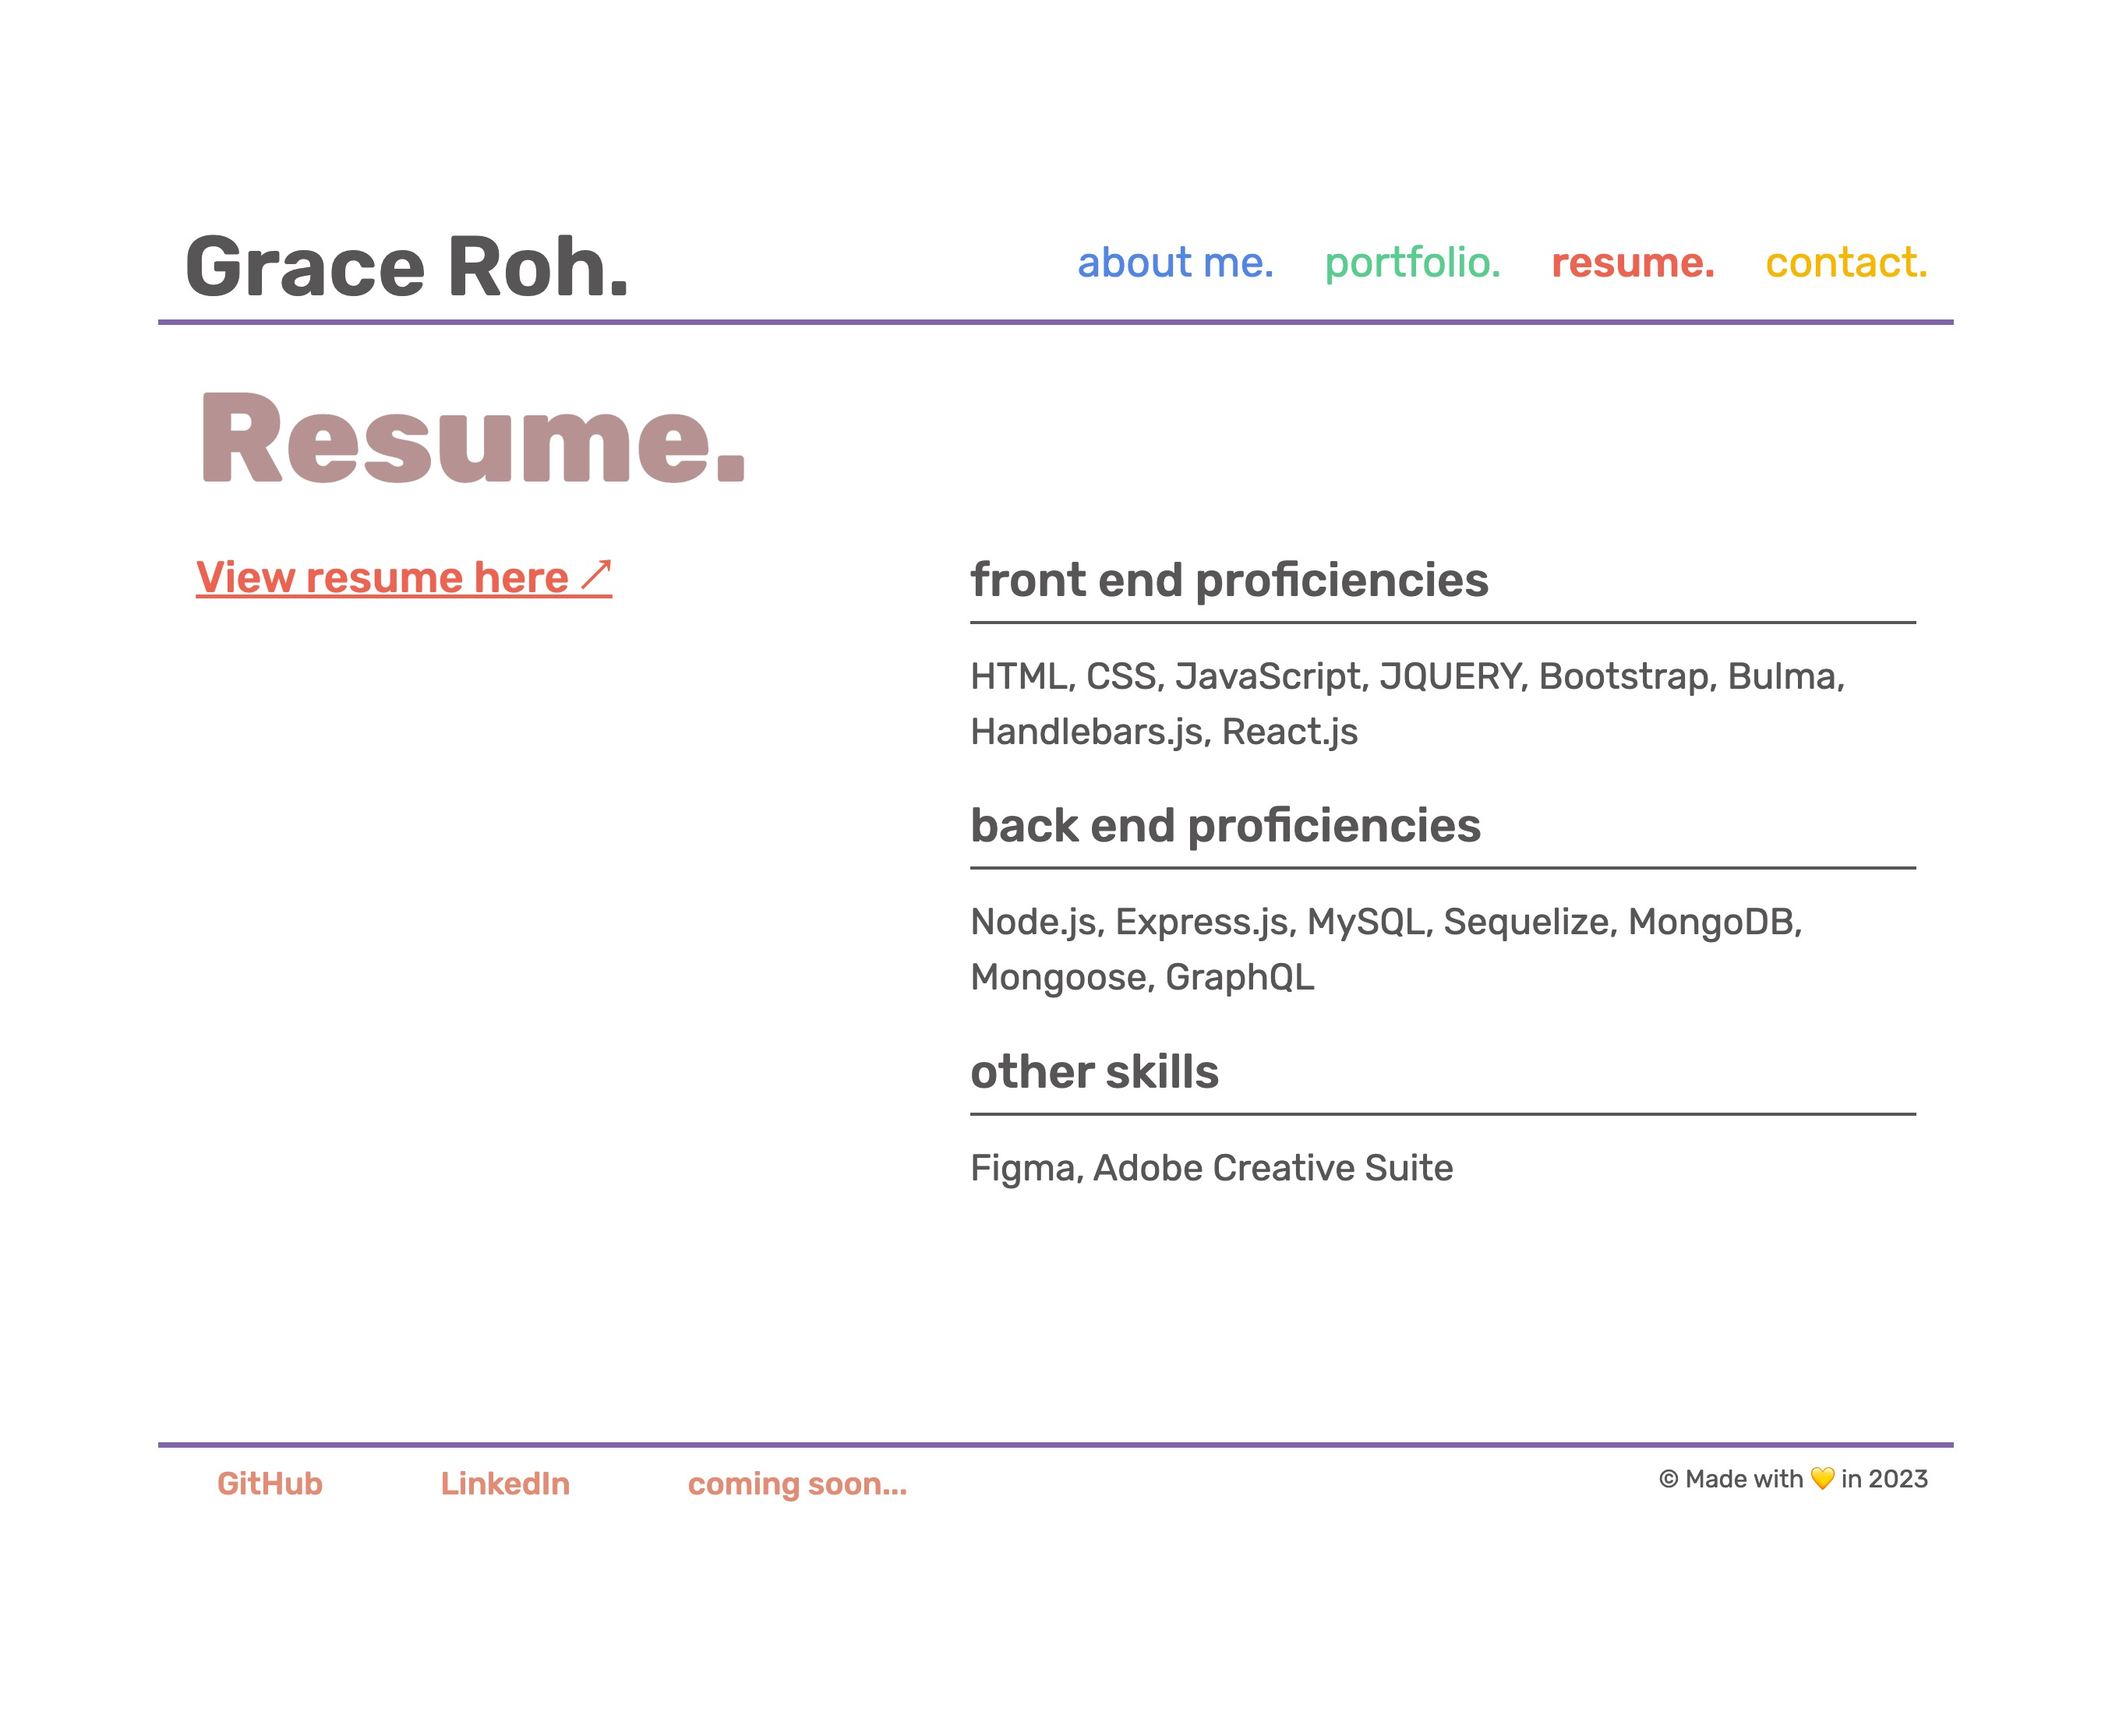 Grace Roh.
about me. portfolio. resume. contact.
Resume.
View resume here ↗
front end proficiencies
HTML, CSS, JavaScript, JQUERY, Bootstrap, Bulma,
Handlebars.js, React.js
back end proficiencies
Node.js, Express.js, MySQL, Sequelize, MongoDB,
Mongoose, GraphQL
other skills
Figma, Adobe Creative Suite
GitHub LinkedIn coming soon...
© Made with 💛 in 2023